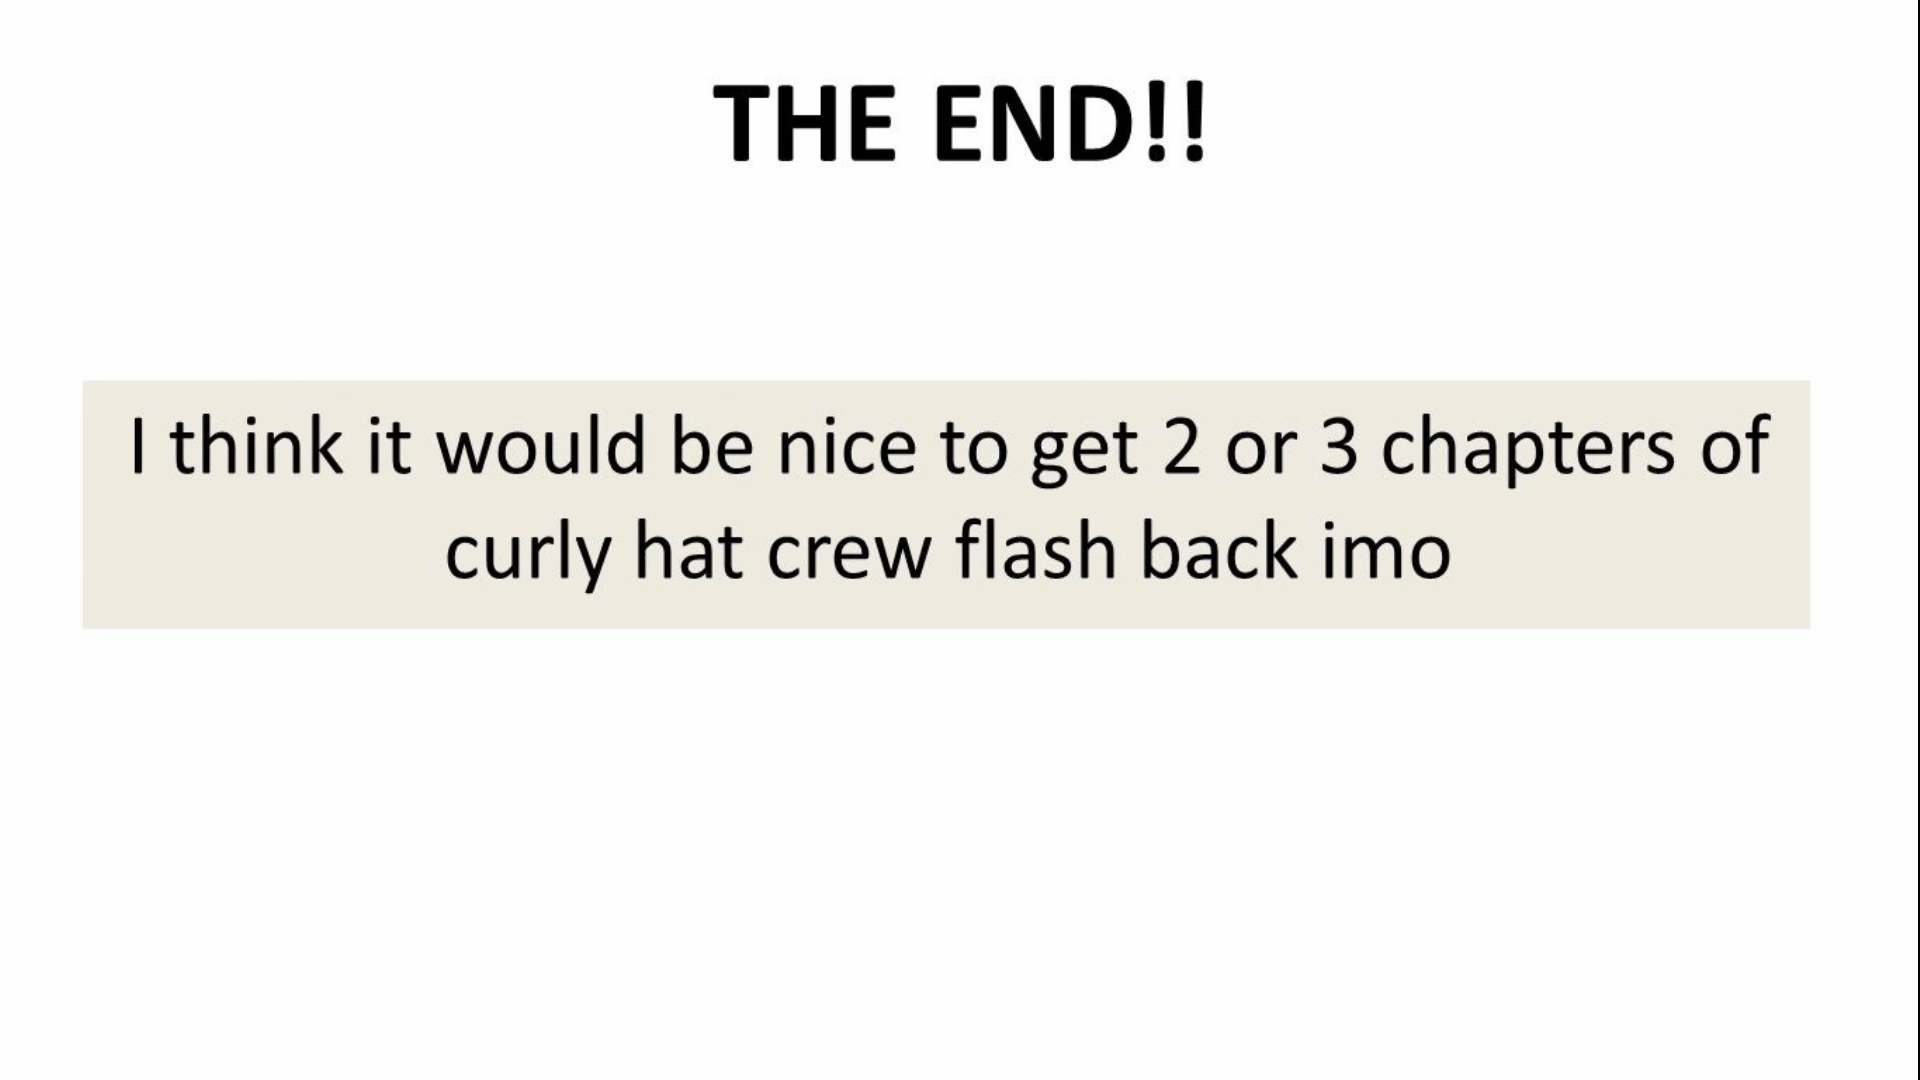 THE END!!
I think it would be nice to get 2 or 3 chapters of
curly hat crew flash back imo